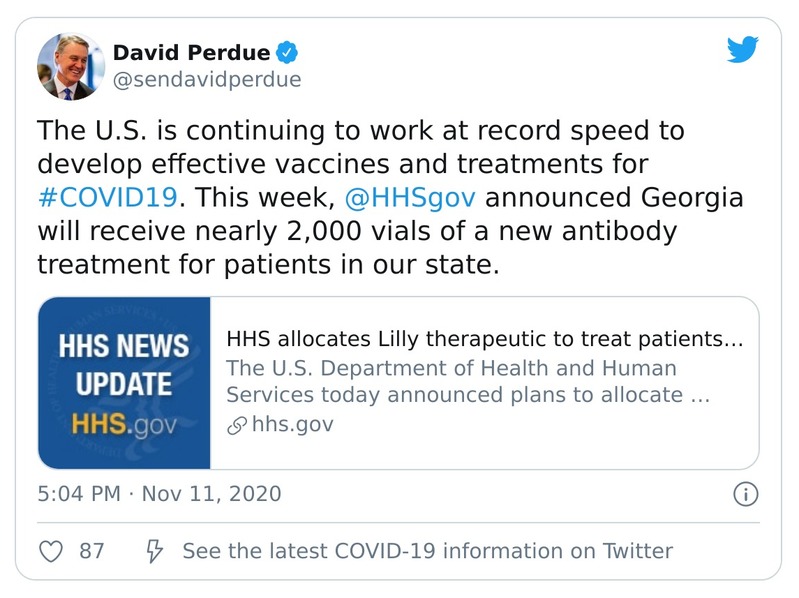 David Perdue
@sendavidperdue
The U.S. is continuing to work at record speed to
develop effective vaccines and treatments for
#COVID19. This week, @HHSgov announced Georgia
will receive nearly 2,000 vials of a new antibody
treatment for patients in our state.
HHS NEWS
UPDATE
HHS.gov
HHS allocates Lilly therapeutic to treat patients…
The U.S. Department of Health and Human
Services today announced plans to allocate …
hhs.gov
5:04 PM · Nov 11, 2020
87
See the latest COVID-19 information on Twitter